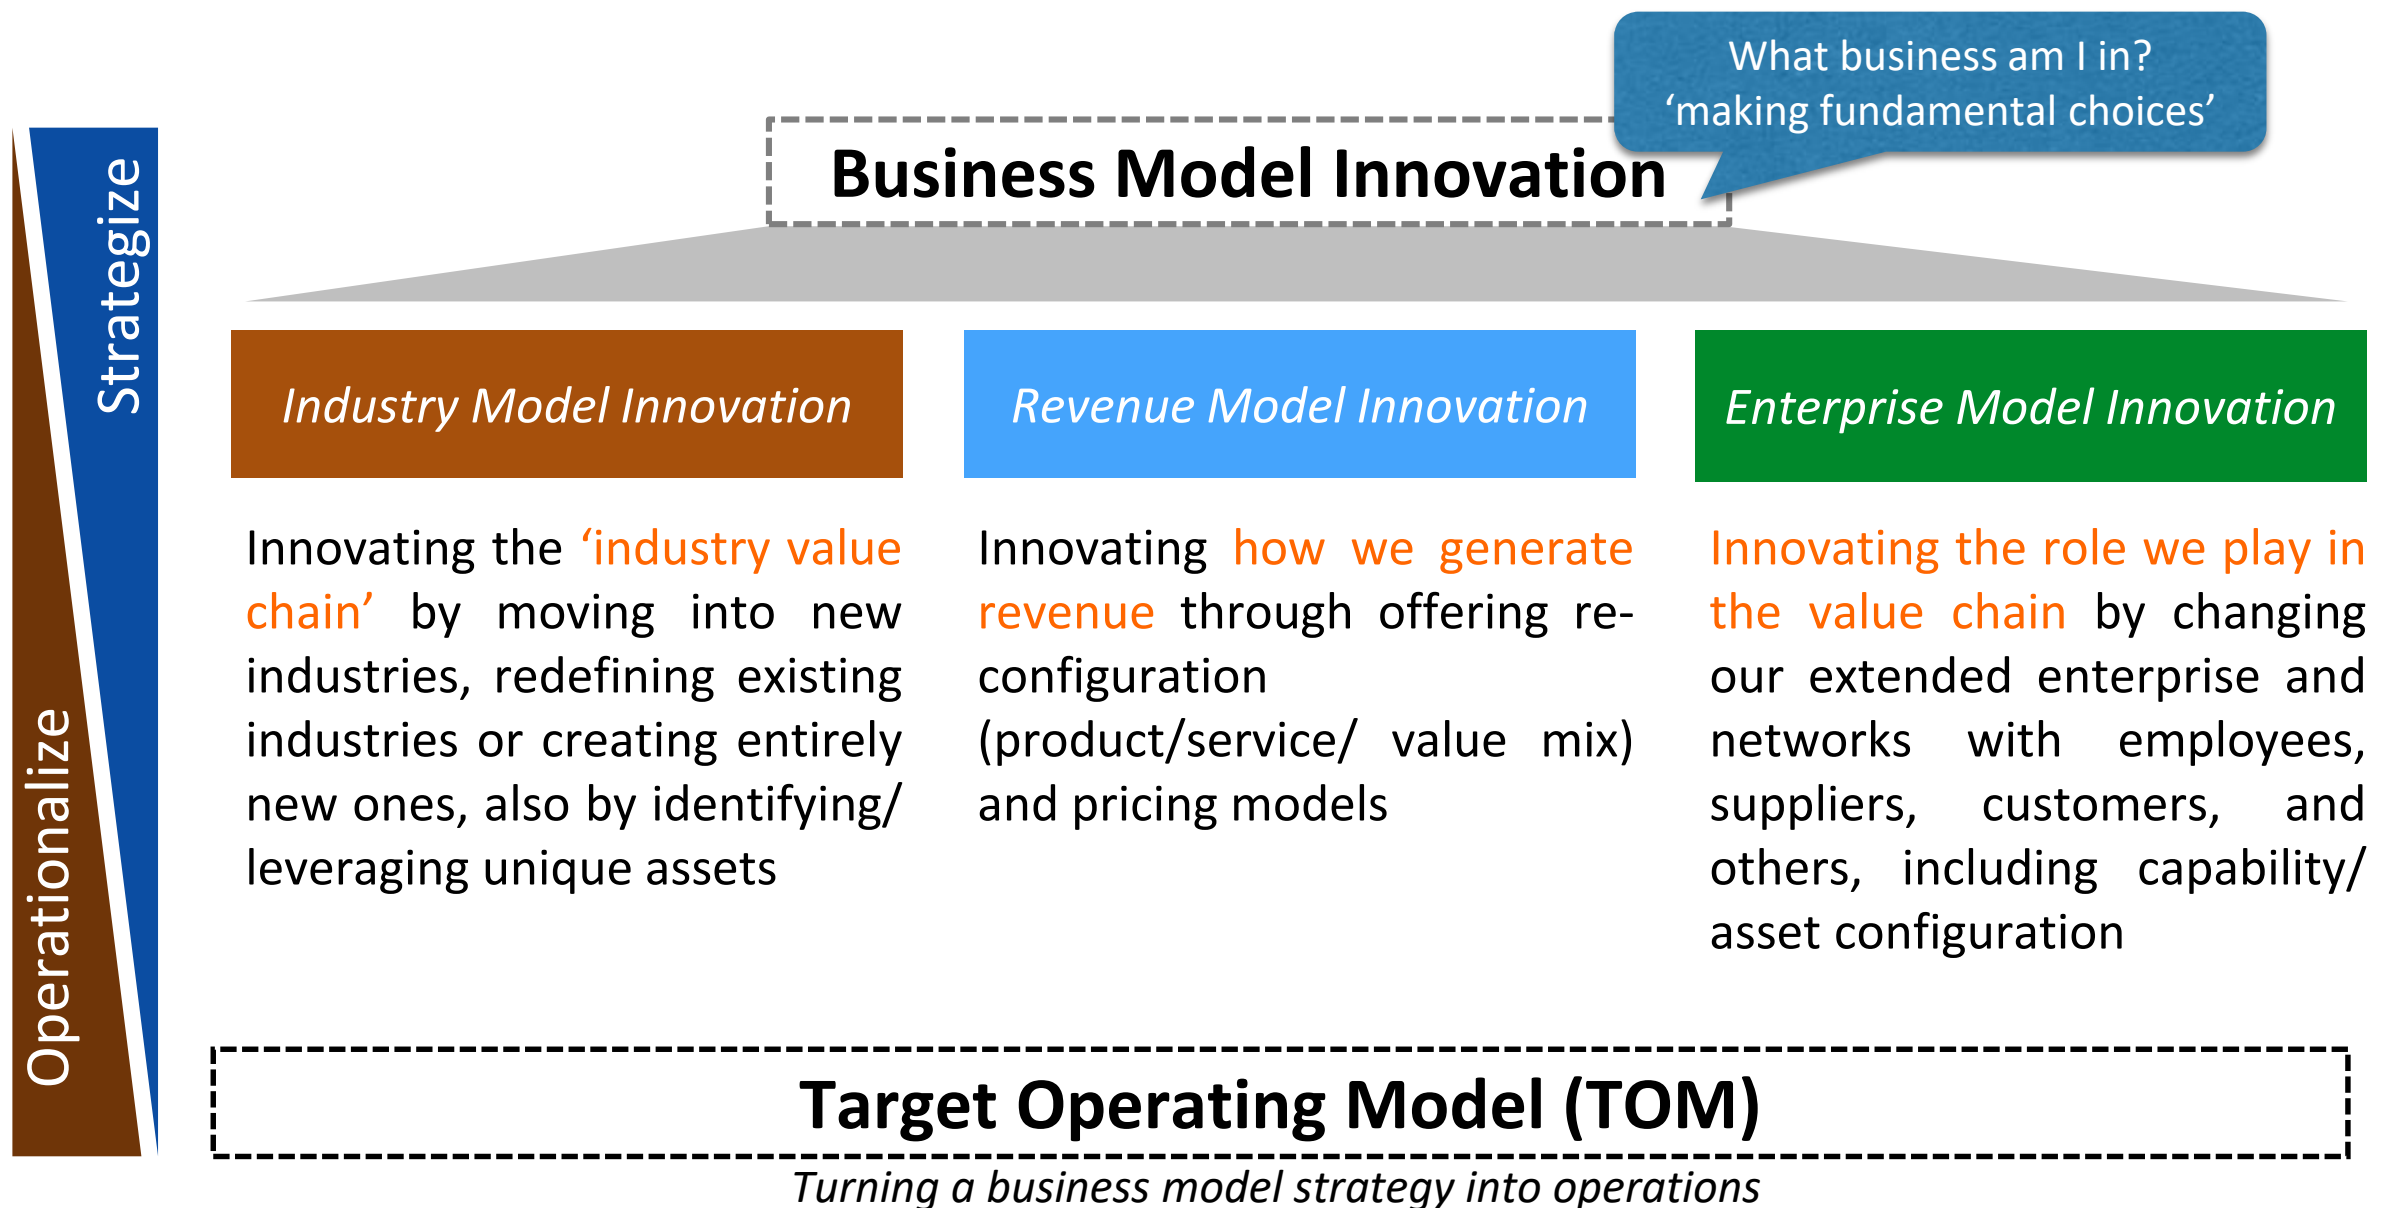 What business am I in?
‘making fundamental choices’
Business Model Innovation
Strategize
Operationalize
Industry Model Innovation
Revenue Model Innovation
Enterprise Model Innovation
Innovating the ‘industry value
chain’ by moving into new
industries, redefining existing
industries or creating entirely
new ones, also by identifying/
leveraging unique assets
Innovating how we generate
revenue through offering re-
configuration
(product/service/ value mix)
and pricing models
Innovating the role we play in
the value chain by changing
our extended enterprise and
networks with employees,
suppliers, customers, and
others, including capability/
asset configuration
Target Operating Model (TOM)
Turning a business model strategy into operations